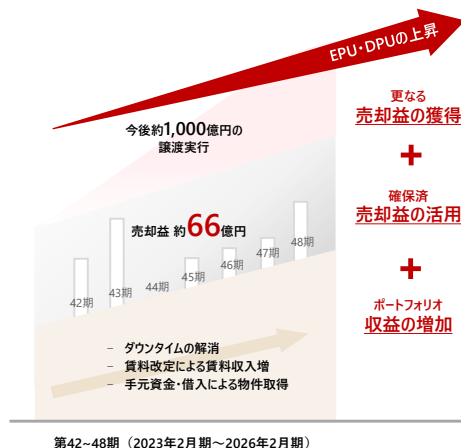 EPU・DPUの上昇
今後約1,000億円の
譲渡実行
売却益 約66億円
42期
43期
44期
45期
46期
47期
48期
－ ダウンタイムの解消
－ 賃料改定による賃料収入増
－ 手元資金・借入による物件取得
更なる
売却益の獲得
+
確保済
売却益の活用
+
ポートフォリオ
収益の増加
第42~48期（2023年2月期～2026年2月期）